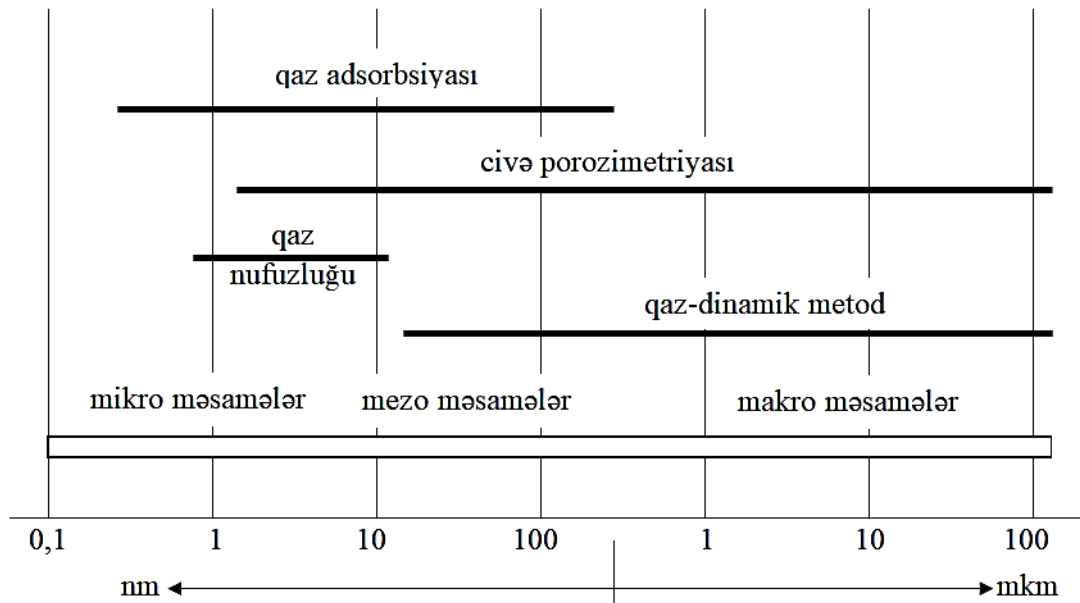 qaz adsorbsiyası
civə porozimetriyası
qaz
nufuzluğu
qaz-dinamik metod
mikro məsamələr mezo məsamələr makro məsamələr
0,1 1 10 100 1 10 100
nm mkm